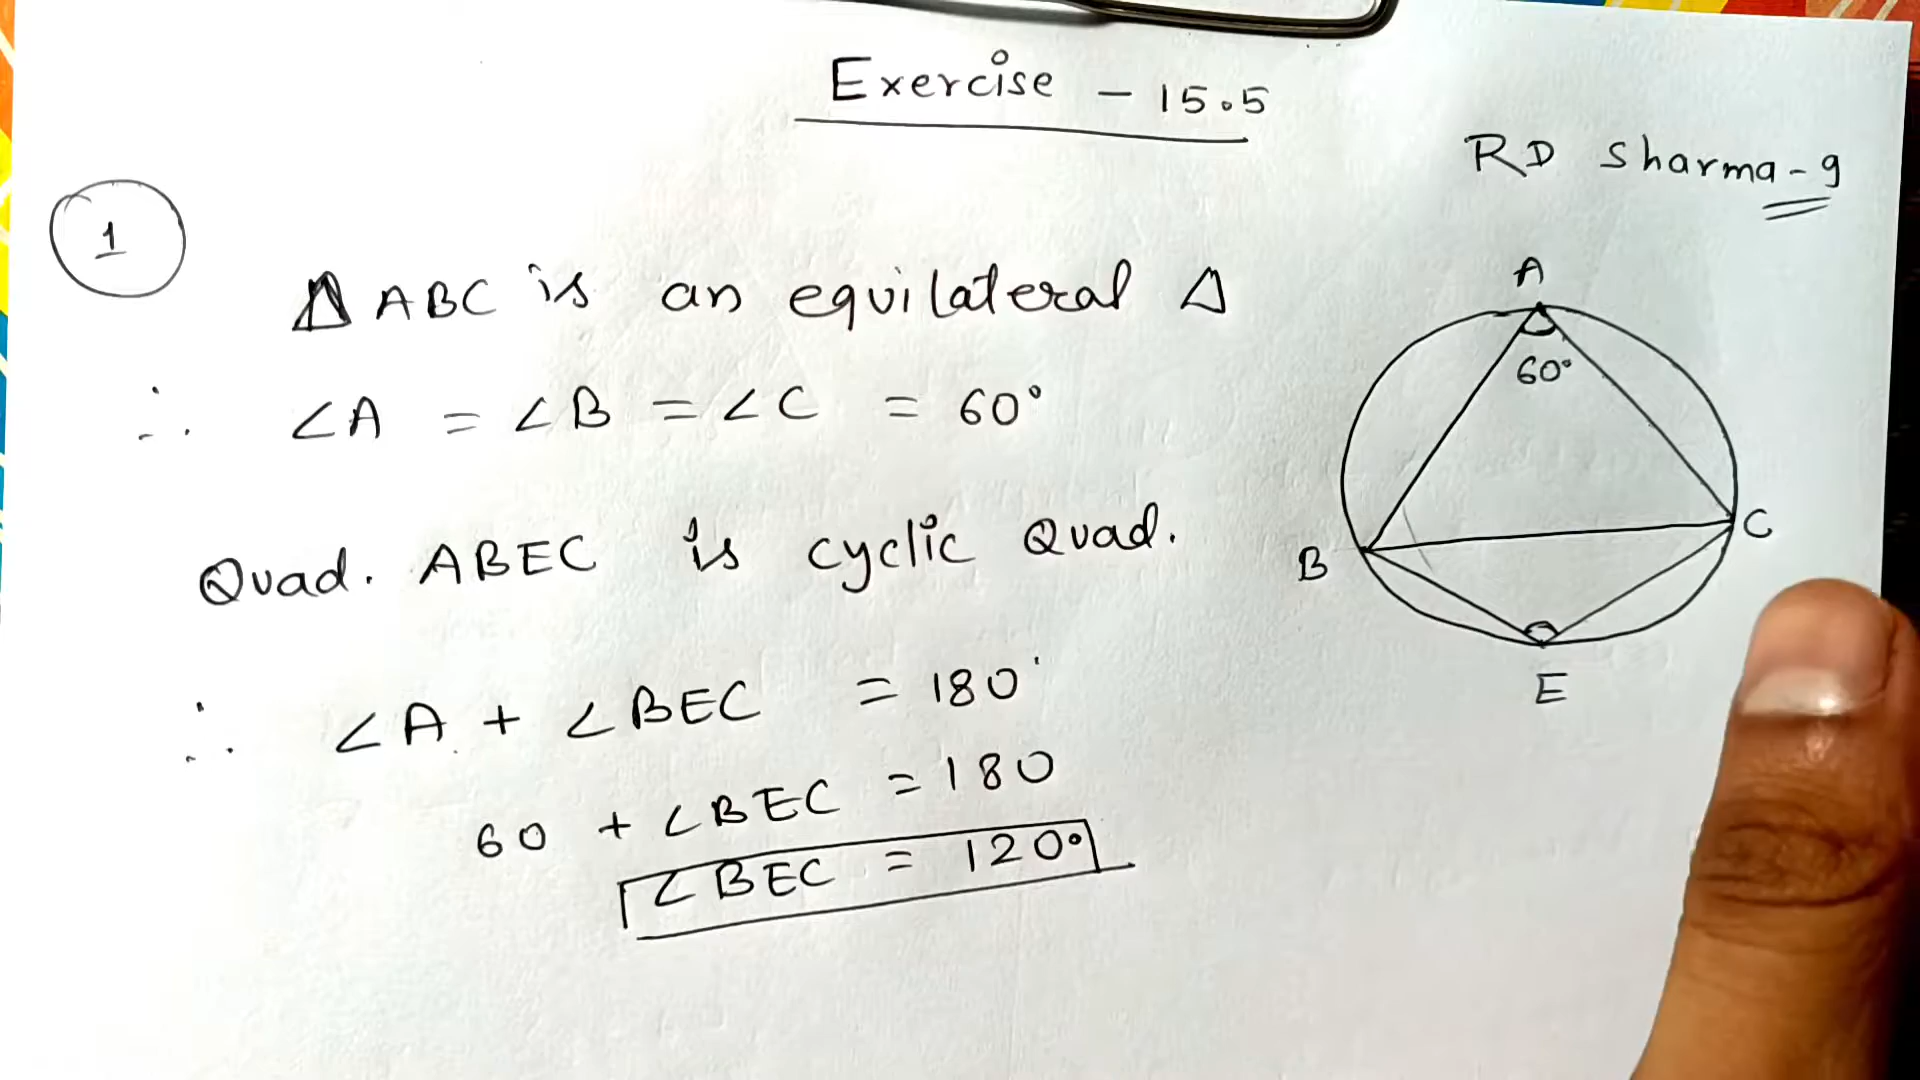 Exercise - 15.5
RD Sharma-9
1
Δ ABC is an equilateral Δ
∴ ∠A = ∠B = ∠C = 60°
Quad. ABEC is cyclic Quad.
∴ ∠A + ∠BEC = 180°
60 + ∠BEC = 180
∠BEC = 120°
A
60°
B
C
E